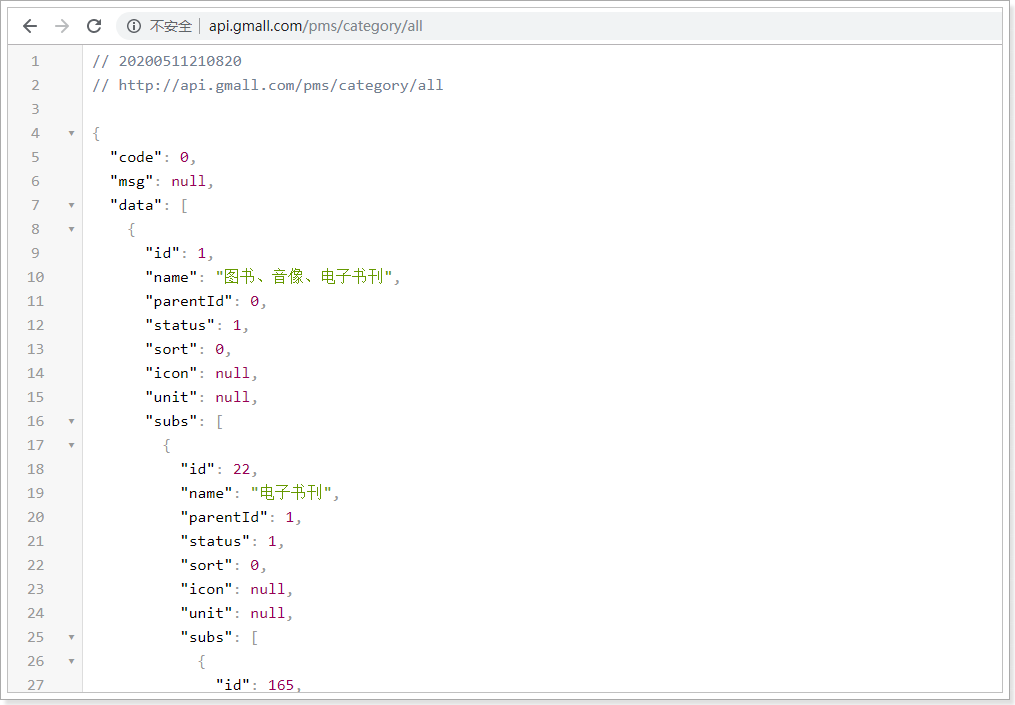 不安全 | api.gmall.com/pms/category/all
1 // 20200511210820
2 // http://api.gmall.com/pms/category/all
3
4 {
5 "code": 0,
6 "msg": null,
7 "data": [
8 {
9 "id": 1,
10 "name": "图书、音像、电子书刊",
11 "parentId": 0,
12 "status": 1,
13 "sort": 0,
14 "icon": null,
15 "unit": null,
16 "subs": [
17 {
18 "id": 22,
19 "name": "电子书刊",
20 "parentId": 1,
21 "status": 1,
22 "sort": 0,
23 "icon": null,
24 "unit": null,
25 "subs": [
26 {
27 "id": 165,